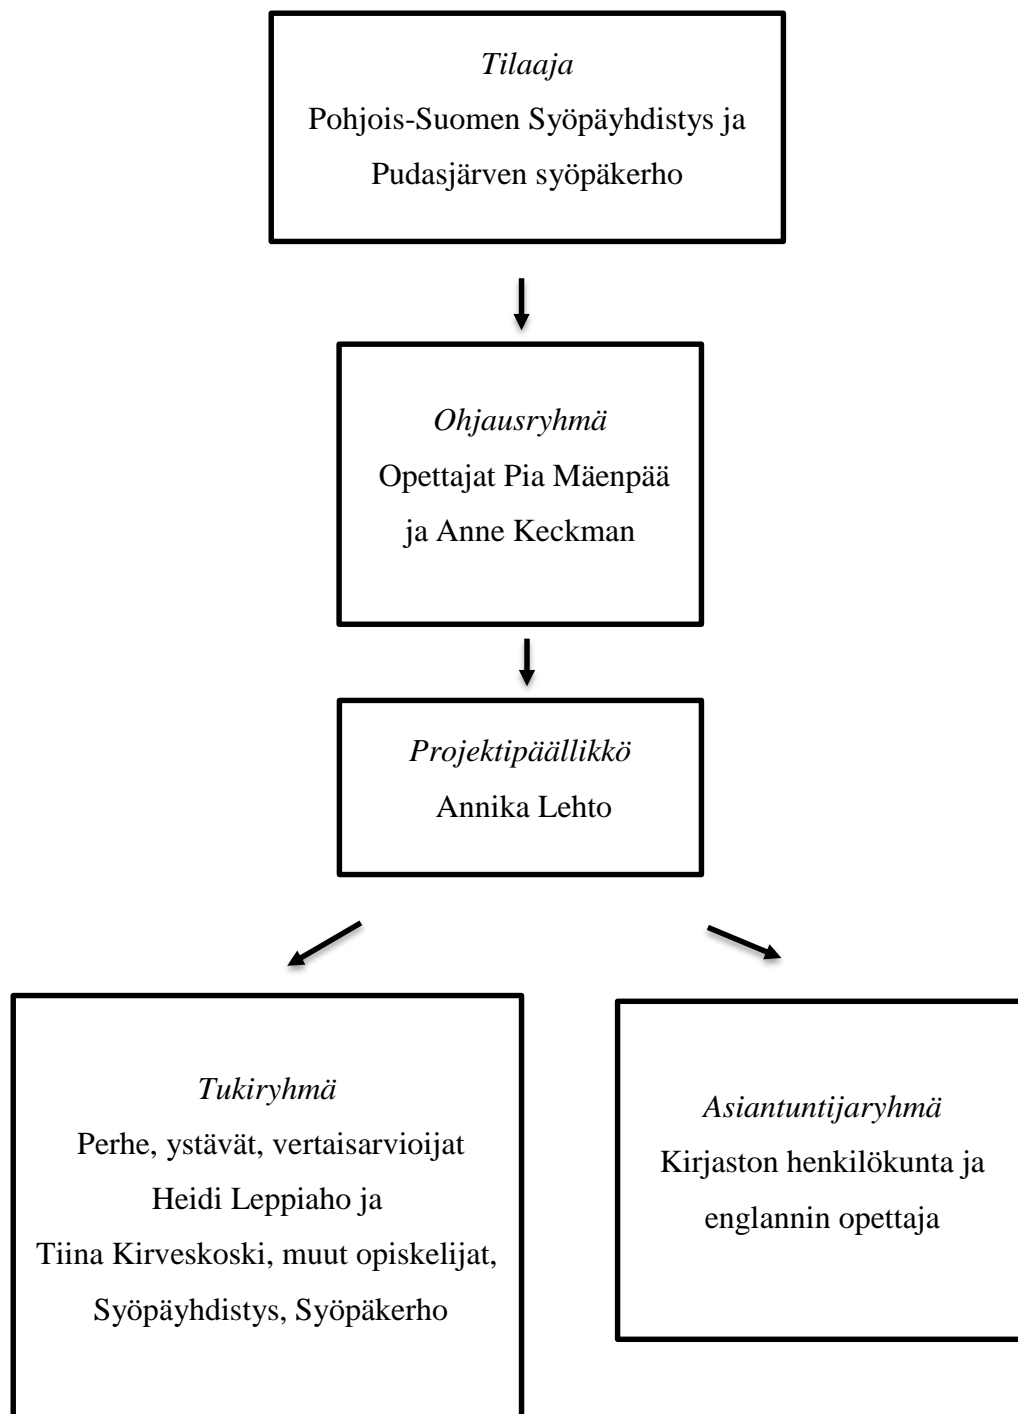 Tilaaja
Pohjois-Suomen Syöpäyhdistys ja
Pudasjärven syöpäkerho
Ohjausryhmä
Opettajat Pia Mäenpää
ja Anne Keckman
Projektipäällikkö
Annika Lehto
Tukiryhmä
Perhe, ystävät, vertaisarvioijat
Heidi Leppiaho ja
Tiina Kirveskoski, muut opiskelijat,
Syöpäyhdistys, Syöpäkerho
Asiantuntijaryhmä
Kirjaston henkilökunta ja
englannin opettaja